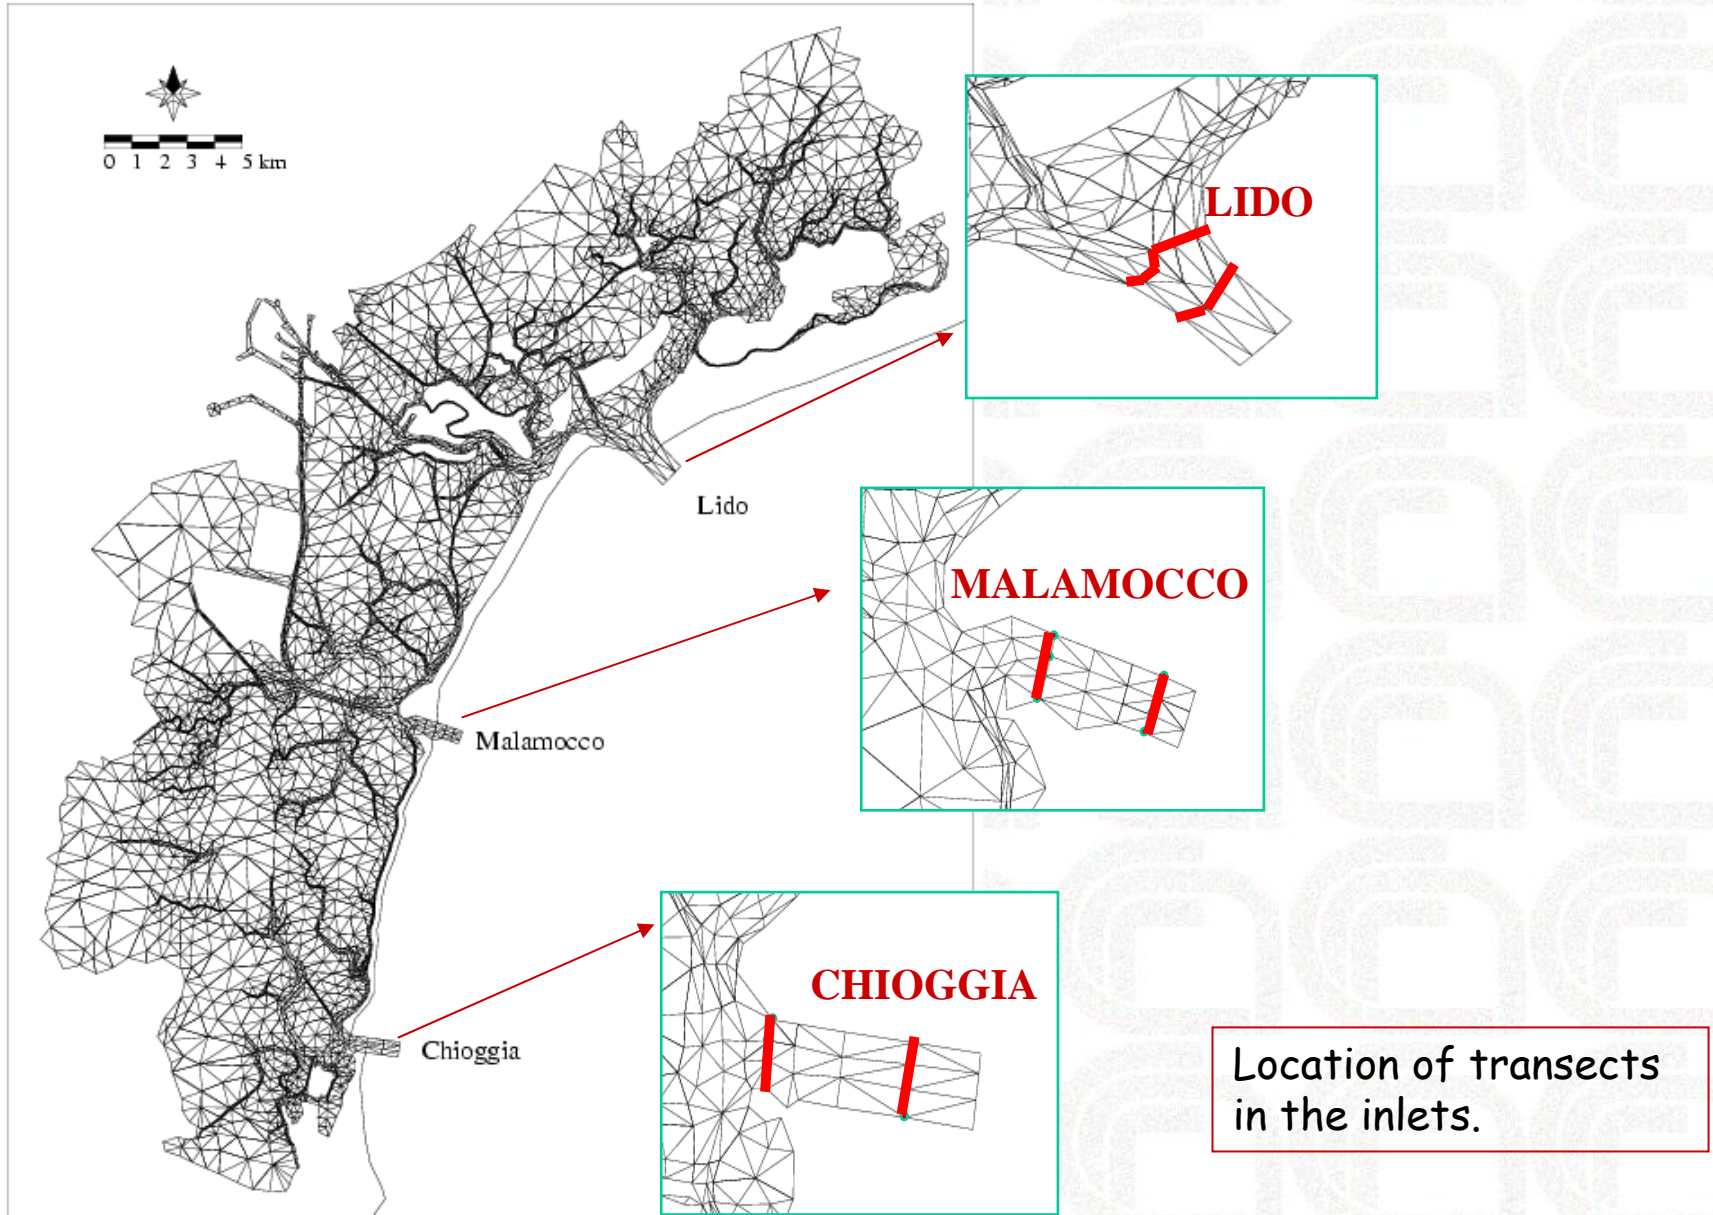 0 1 2 3 4 5 km
LIDO
Lido
MALAMOCCO
Malamocco
CHIOGGIA
Chioggia
Location of transects
in the inlets.